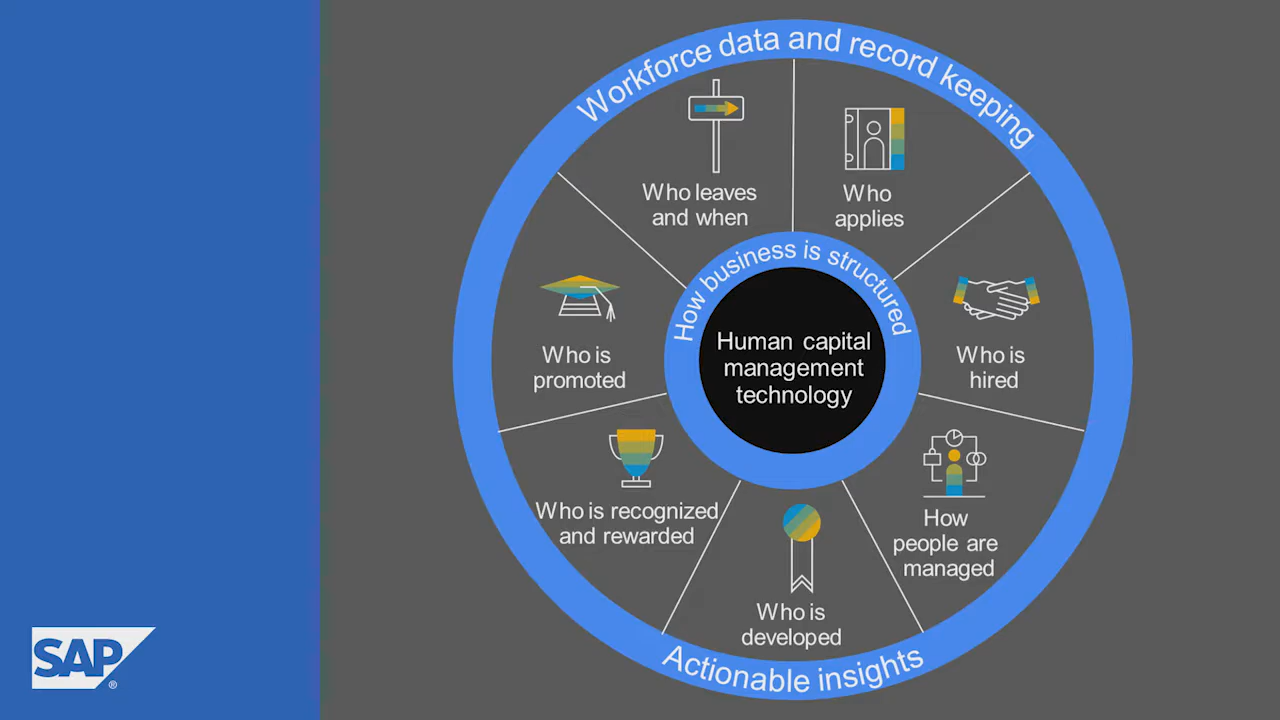 Workforce data and record keeping
Who leaves
and when
Who
applies
How business is structured
Human capital
management
technology
Who is
promoted
Who is
hired
Who is recognized
and rewarded
How
people are
managed
Who is
developed
Actionable insights
SAP
®